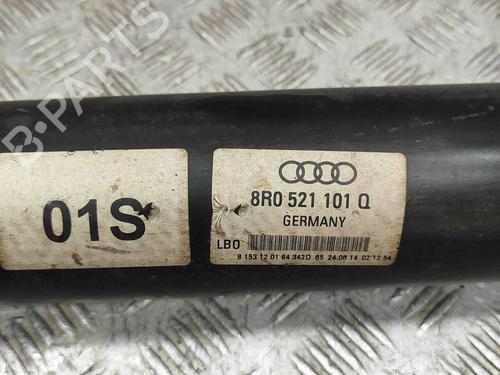 B-PARTS
01S
8R0 521 101 Q
GERMANY
LBO
8 153 12 01 84 342D 65 24.06.14 02:12:54